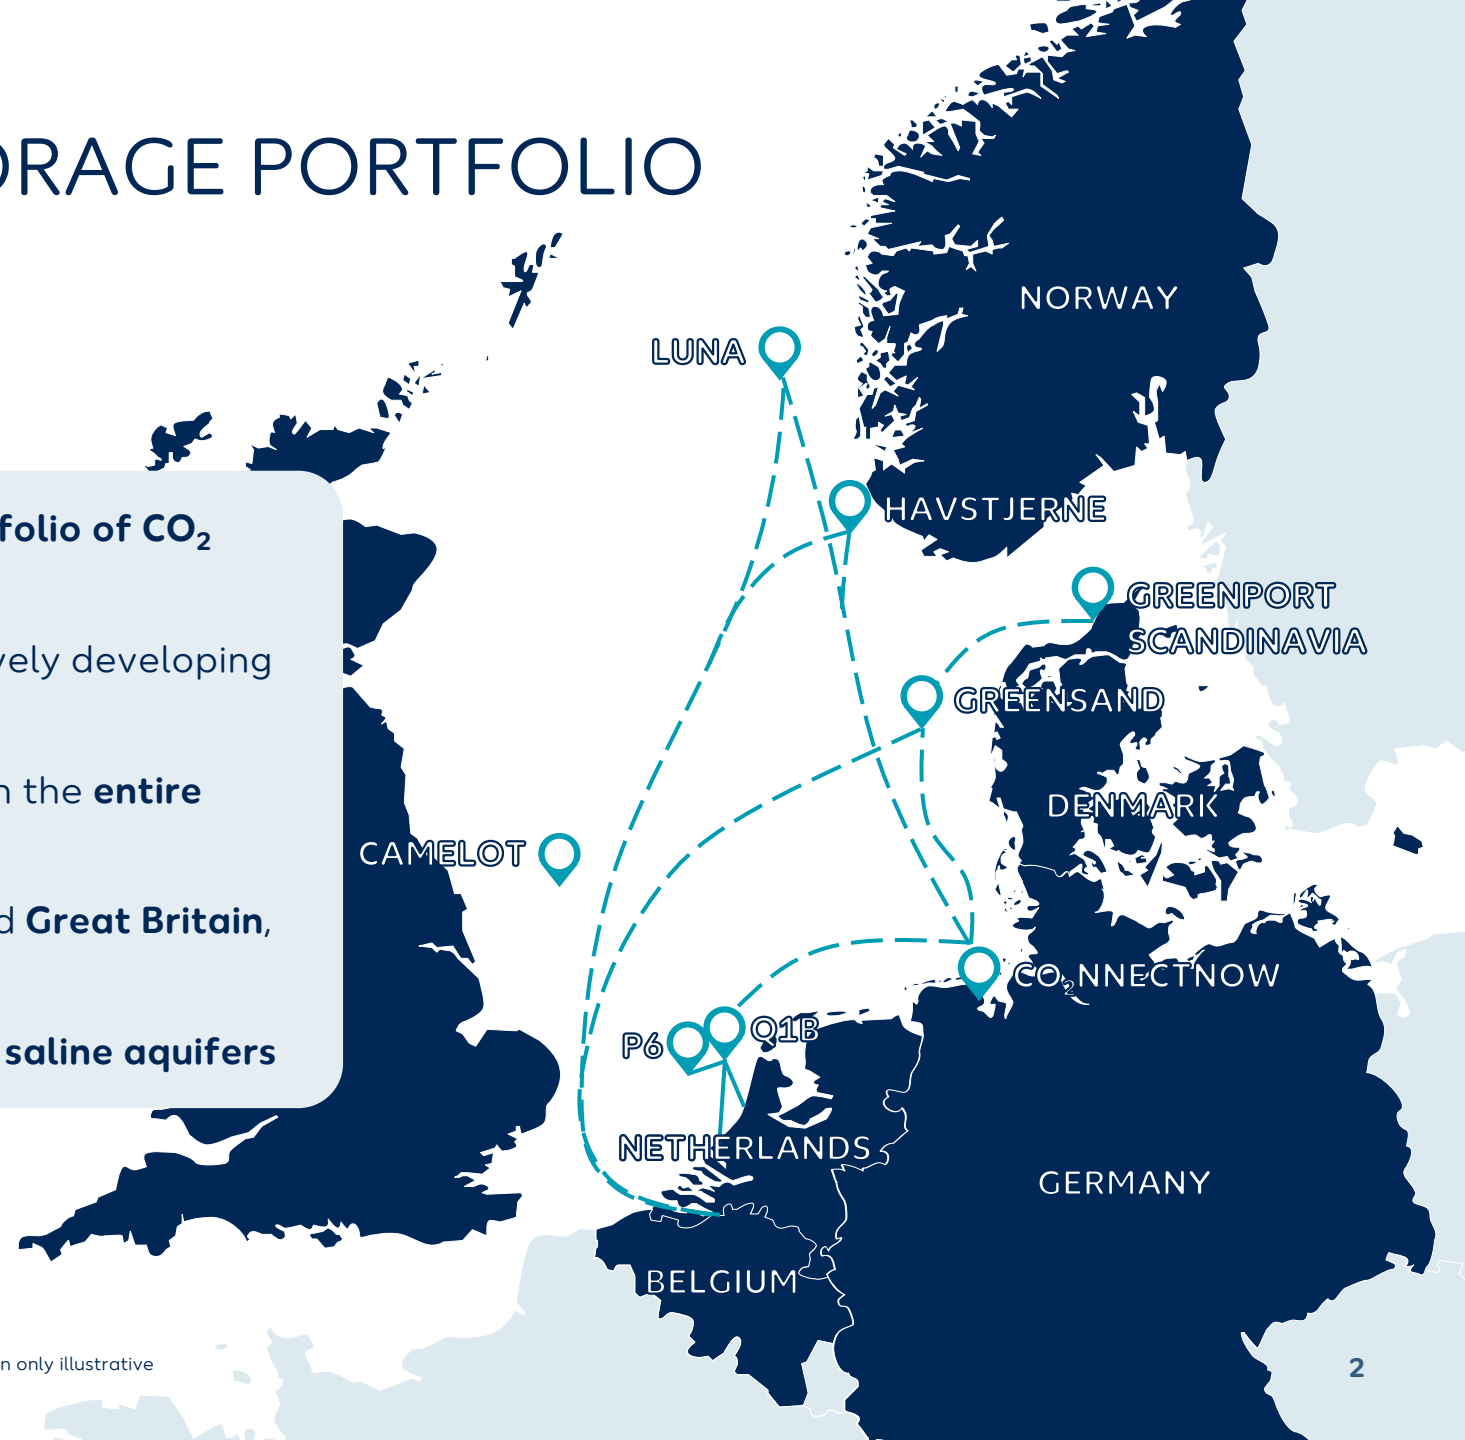 ORAGE PORTFOLIO
NORWAY
LUNA
HAVSTJERNE
folio of CO₂
GREENPORT
SCANDINAVIA
vely developing
GREENSAND
n the entire
DENMARK
CAMELOT
d Great Britain,
CO₂NNECTNOW
Q1B
P6
saline aquifers
NETHERLANDS
GERMANY
BELGIUM
n only illustrative
2